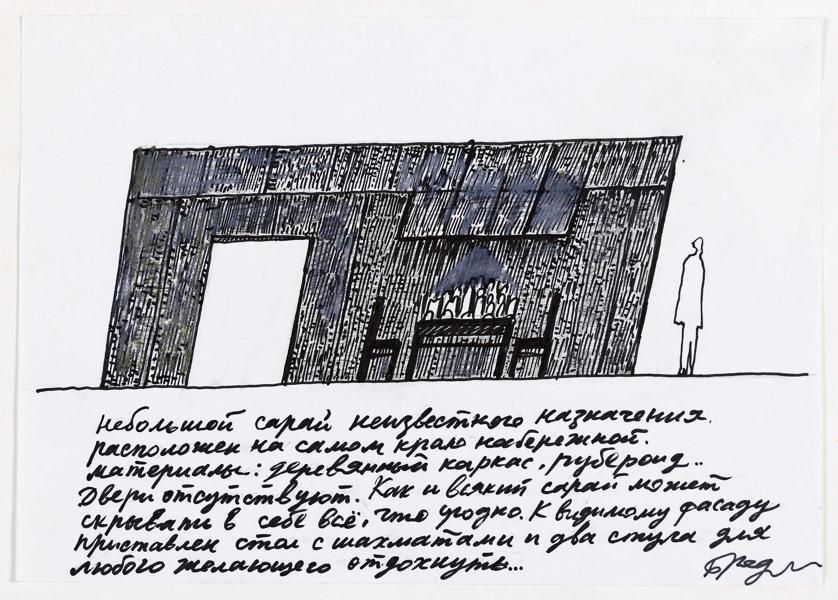 небольшой сарай неизвестного назначения.
расположен на самом краю набережной.
материалы: деревянный каркас, рубероид..
Двери отсутствуют. Как и всякий сарай может
скрывать в себе всё, что угодно. К видимому фасаду
приставлен стол с шахматами и два стула для
любого желающего отдохнуть...